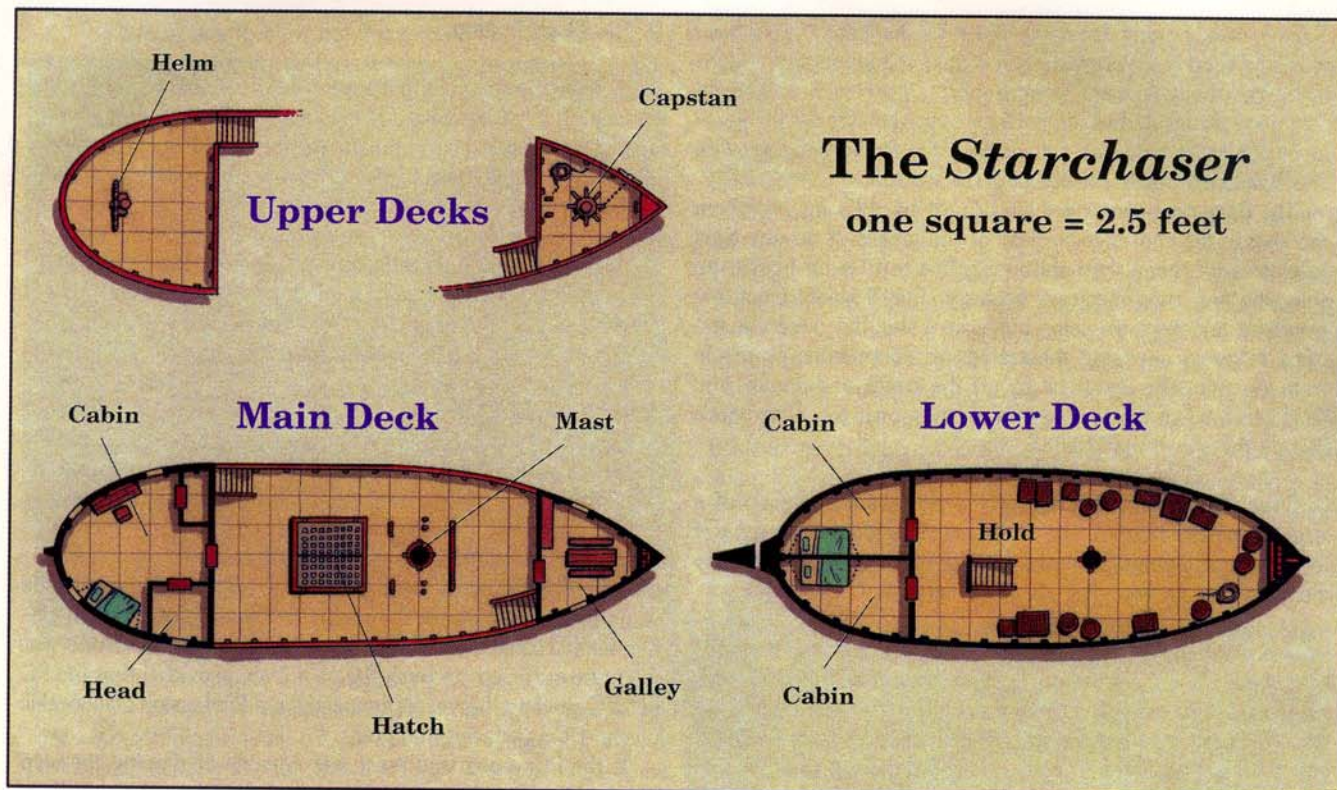 Helm
Capstan
The Starchaser
one square = 2.5 feet
Upper Decks
Cabin
Main Deck
Mast
Head
Hatch
Galley
Cabin
Lower Deck
Hold
Cabin